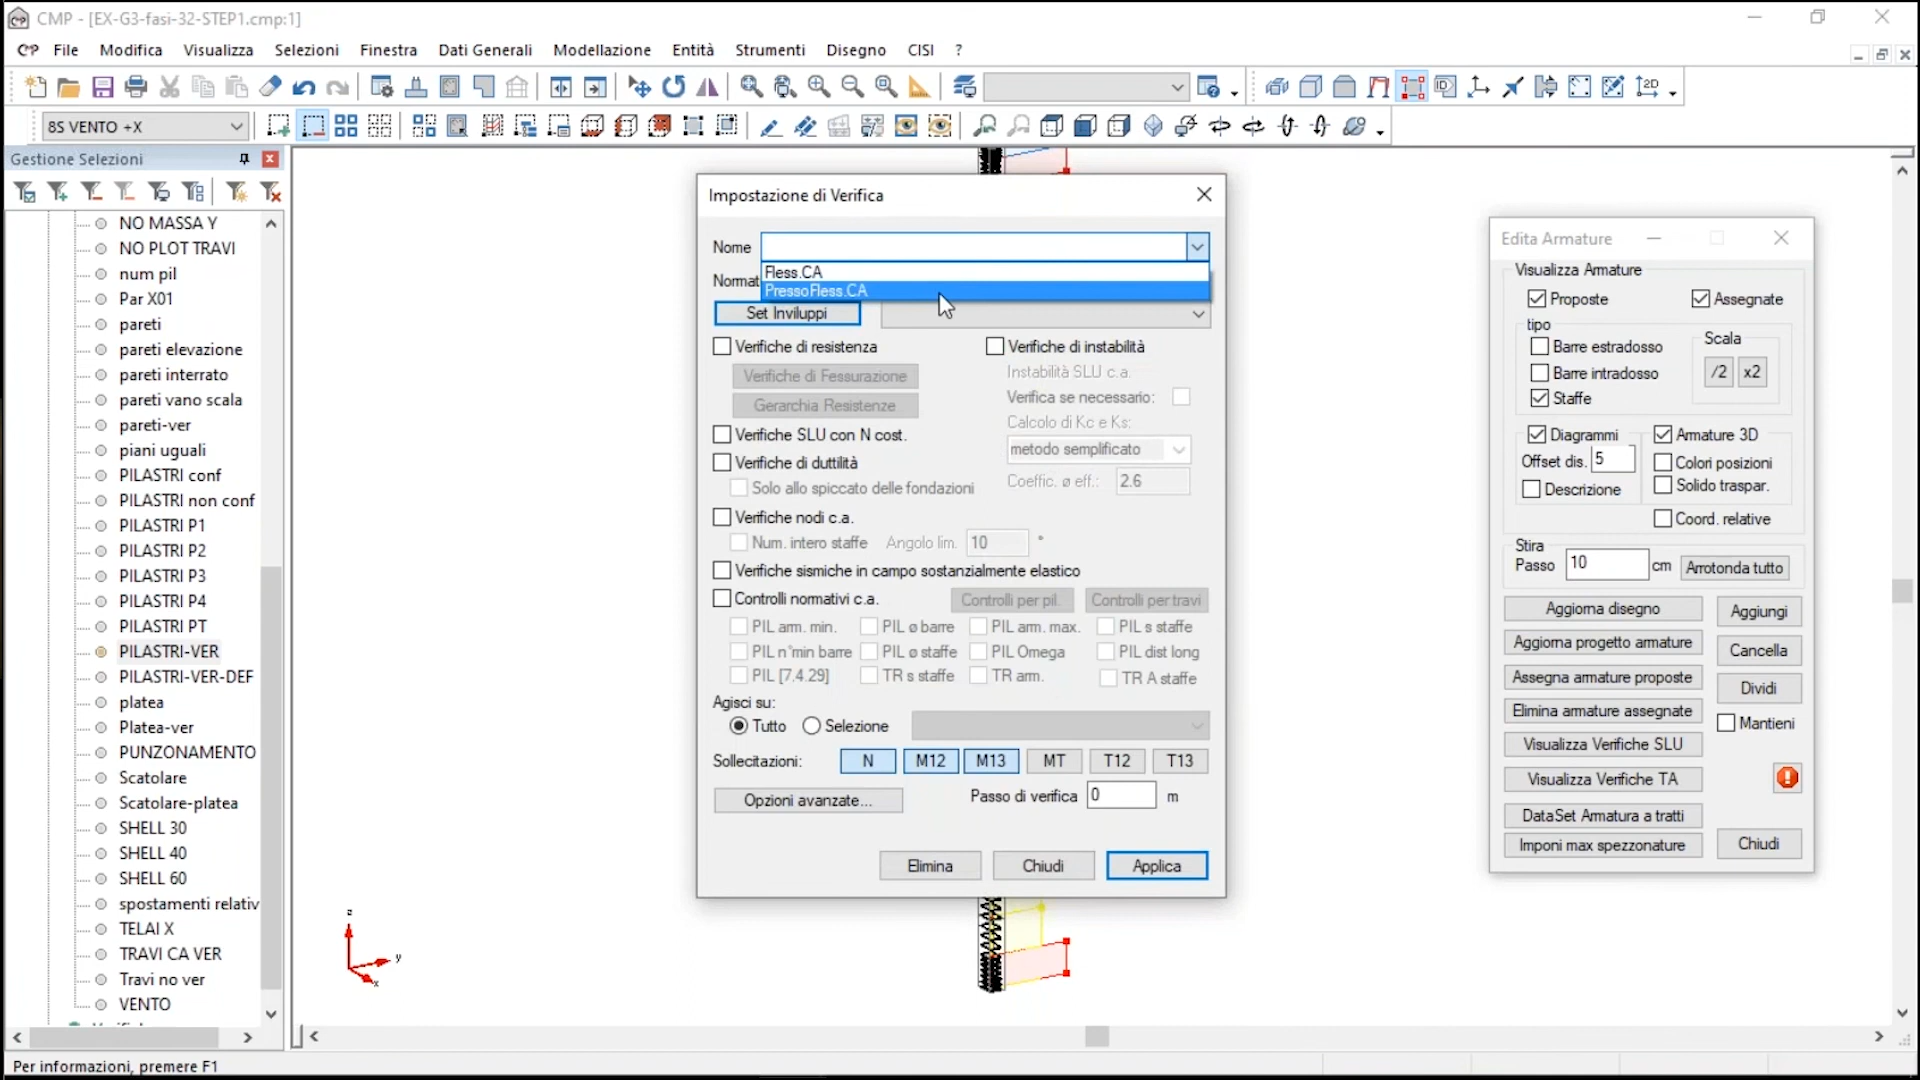 CMP - [EX-G3-fasi-32-STEP1.cmp:1]
File Modifica Visualizza Selezioni Finestra Dati Generali Modellazione Entità Strumenti Disegno CISI ?
8S VENTO +X
Gestione Selezioni
NO MASSA Y
NO PLOT TRAVI
num pil
Par X01
pareti
pareti elevazione
pareti interrato
pareti vano scala
pareti-ver
piani uguali
PILASTRI conf
PILASTRI non conf
PILASTRI P1
PILASTRI P2
PILASTRI P3
PILASTRI P4
PILASTRI PT
PILASTRI-VER
PILASTRI-VER-DEF
platea
Platea-ver
PUNZONAMENTO
Scatolare
Scatolare-platea
SHELL 30
SHELL 40
SHELL 60
spostamenti relativ
TELAI X
TRAVI CA VER
Travi no ver
VENTO
Per informazioni, premere F1
z
y
x
Impostazione di Verifica
Nome
Fless.CA
Normat
PressoFless.CA
Set Inviluppi
Verifiche di resistenza
Verifiche di instabilità
Verifiche di Fessurazione
Instabilità SLU c.a.
Gerarchia Resistenze
Verifica se necessario:
Calcolo di Kc e Ks:
Verifiche SLU con N cost.
metodo semplificato
Verifiche di duttilità
Coeffic. ø eff.: 2.6
Solo allo spiccato delle fondazioni
Verifiche nodi c.a.
Num. intero staffe Angolo lim. 10 °
Verifiche sismiche in campo sostanzialmente elastico
Controlli normativi c.a. Controlli per pil. Controlli per travi
PIL arm. min. PIL ø barre PIL arm. max. PIL s staffe
PIL n°min barre PIL ø staffe PIL Omega PIL dist long
PIL [7.4.29] TR s staffe TR arm. TR A staffe
Agisci su:
Tutto Selezione
Sollecitazioni: N M12 M13 MT T12 T13
Opzioni avanzate... Passo di verifica 0 m
Elimina Chiudi Applica
Edita Armature
Visualizza Armature
Proposte Assegnate
tipo
Barre estradosso
Scala
Barre intradosso
/2 x2
Staffe
Diagrammi Armature 3D
Offset dis. 5 Colori posizioni
Descrizione Solido traspar.
Coord. relative
Stira
Passo 10 cm Arrotonda tutto
Aggiorna disegno Aggiungi
Aggiorna progetto armature Cancella
Assegna armature proposte Dividi
Elimina armature assegnate Mantieni
Visualizza Verifiche SLU
Visualizza Verifiche TA
DataSet Armatura a tratti
Imponi max spezzonature Chiudi